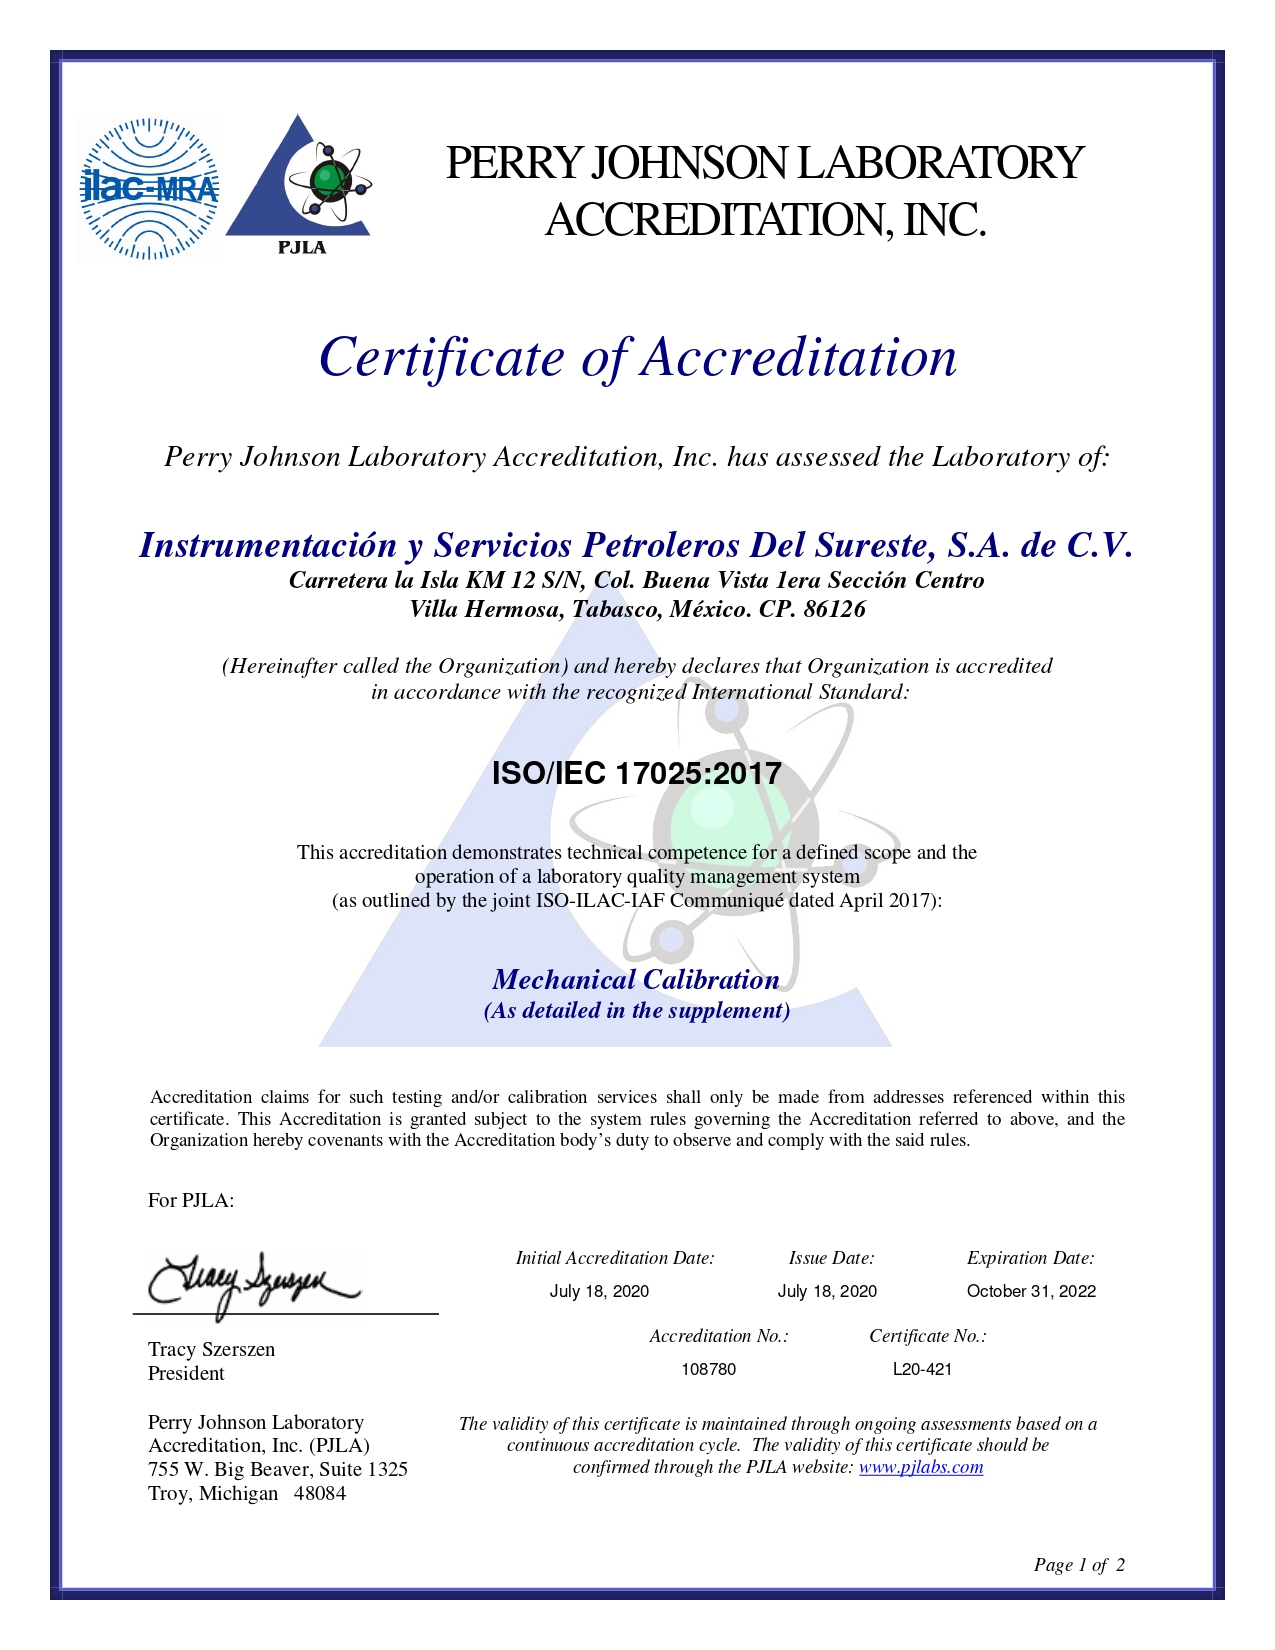 ilac-MRA
PJLA
PERRY JOHNSON LABORATORY
ACCREDITATION, INC.
Certificate of Accreditation
Perry Johnson Laboratory Accreditation, Inc. has assessed the Laboratory of:
Instrumentación y Servicios Petroleros Del Sureste, S.A. de C.V.
Carretera la Isla KM 12 S/N, Col. Buena Vista 1era Sección Centro
Villa Hermosa, Tabasco, México. CP. 86126
(Hereinafter called the Organization) and hereby declares that Organization is accredited
in accordance with the recognized International Standard:
ISO/IEC 17025:2017
This accreditation demonstrates technical competence for a defined scope and the
operation of a laboratory quality management system
(as outlined by the joint ISO-ILAC-IAF Communiqué dated April 2017):
Mechanical Calibration
(As detailed in the supplement)
Accreditation claims for such testing and/or calibration services shall only be made from addresses referenced within this
certificate. This Accreditation is granted subject to the system rules governing the Accreditation referred to above, and the
Organization hereby covenants with the Accreditation body’s duty to observe and comply with the said rules.
For PJLA:
Tracy Szerszen
Tracy Szerszen
President
Perry Johnson Laboratory
Accreditation, Inc. (PJLA)
755 W. Big Beaver, Suite 1325
Troy, Michigan 48084
Initial Accreditation Date: Issue Date: Expiration Date:
July 18, 2020 July 18, 2020 October 31, 2022
Accreditation No.: Certificate No.:
108780 L20-421
The validity of this certificate is maintained through ongoing assessments based on a
continuous accreditation cycle. The validity of this certificate should be
confirmed through the PJLA website: www.pjlabs.com
Page 1 of 2